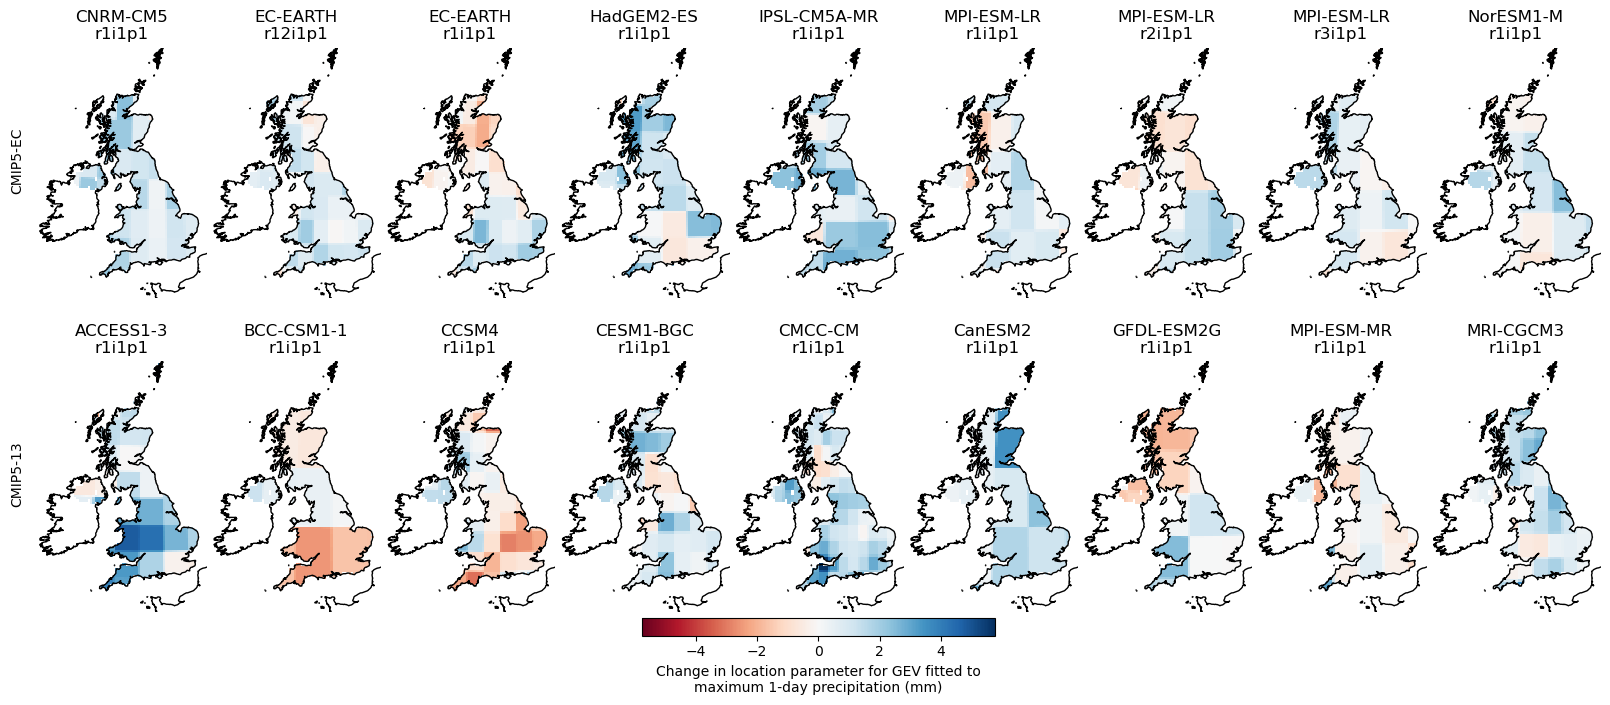 CNRM-CM5
r1i1p1
EC-EARTH
r12i1p1
EC-EARTH
r1i1p1
HadGEM2-ES
r1i1p1
IPSL-CM5A-MR
r1i1p1
MPI-ESM-LR
r1i1p1
MPI-ESM-LR
r2i1p1
MPI-ESM-LR
r3i1p1
NorESM1-M
r1i1p1
CMIP5-EC
ACCESS1-3
r1i1p1
BCC-CSM1-1
r1i1p1
CCSM4
r1i1p1
CESM1-BGC
r1i1p1
CMCC-CM
r1i1p1
CanESM2
r1i1p1
GFDL-ESM2G
r1i1p1
MPI-ESM-MR
r1i1p1
MRI-CGCM3
r1i1p1
CMIP5-13
−4 −2 0 2 4
Change in location parameter for GEV fitted to
maximum 1-day precipitation (mm)